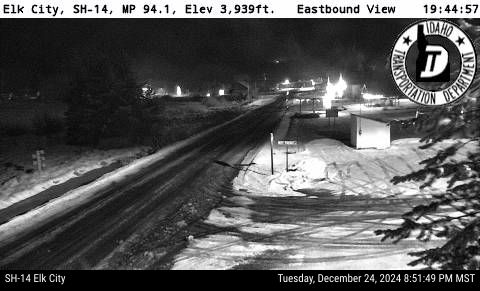 Elk City, SH-14, MP 94.1, Elev 3,939ft. Eastbound View 19:44:57
IDAHO
TRANSPORTATION DEPARTMENT
SH-14 Elk City
Tuesday, December 24, 2024 8:51:49 PM MST